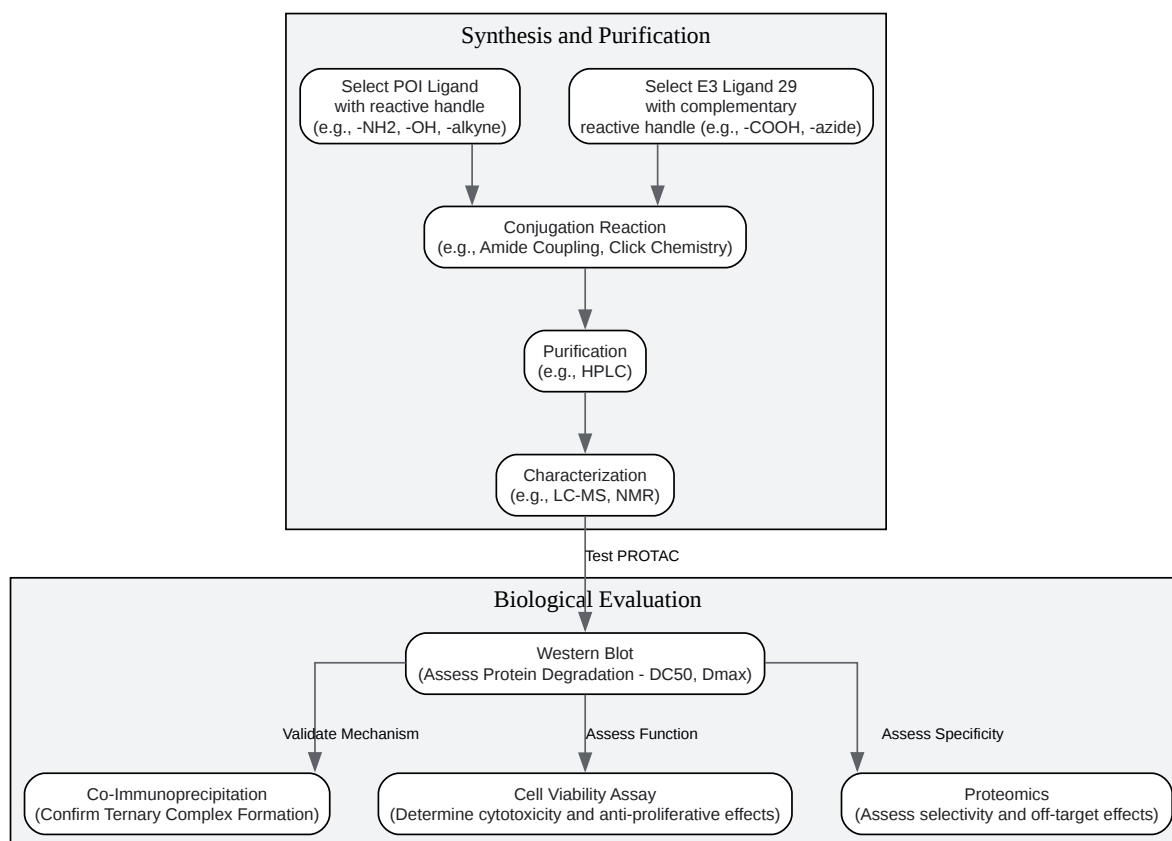 Synthesis and Purification
Select POI Ligand
with reactive handle
(e.g., -NH2, -OH, -alkyne)
Select E3 Ligand 29
with complementary
reactive handle (e.g., -COOH, -azide)
Conjugation Reaction
(e.g., Amide Coupling, Click Chemistry)
Purification
(e.g., HPLC)
Characterization
(e.g., LC-MS, NMR)
Test PROTAC
Biological Evaluation
Western Blot
(Assess Protein Degradation - DC50, Dmax)
Validate Mechanism
Assess Function
Assess Specificity
Co-Immunoprecipitation
(Confirm Ternary Complex Formation)
Cell Viability Assay
(Determine cytotoxicity and anti-proliferative effects)
Proteomics
(Assess selectivity and off-target effects)